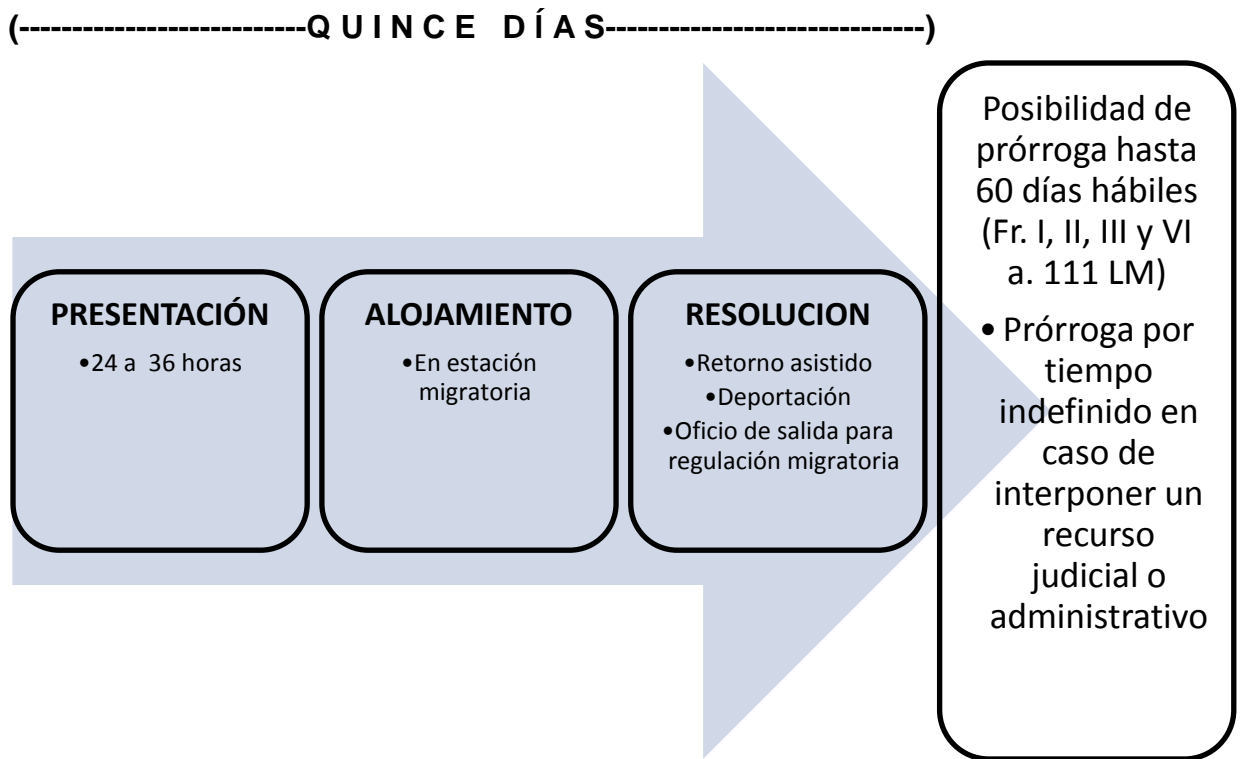 (---------------------------Q U I N C E D Í A S------------------------------)
PRESENTACIÓN
•24 a 36 horas
ALOJAMIENTO
•En estación
migratoria
RESOLUCION
•Retorno asistido
•Deportación
•Oficio de salida para
regulación migratoria
Posibilidad de
prórroga hasta
60 días hábiles
(Fr. I, II, III y VI
a. 111 LM)
• Prórroga por
tiempo
indefinido en
caso de
interponer un
recurso
judicial o
administrativo